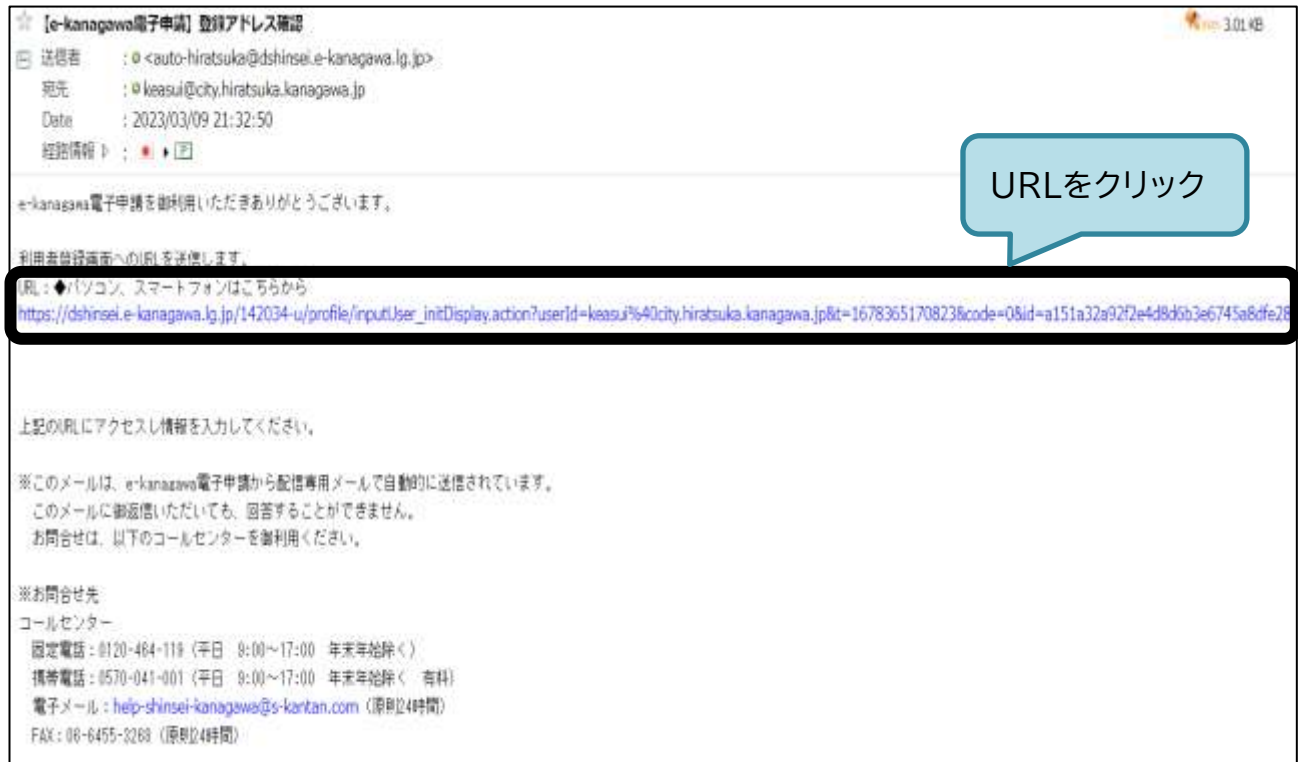 【e-kanagawa電子申請】登録アドレス確認
3.01 KB
送信者 : <auto-hiratsuka@dshinsei.e-kanagawa.lg.jp>
宛先 : keasui@city.hiratsuka.kanagawa.jp
Date : 2023/03/09 21:32:50
経路情報 :
URLをクリック
e-kanagawa電子申請を御利用いただきありがとうございます。
利用者登録画面へのURLを送信します。
URL：◆パソコン、スマートフォンはこちらから
https://dshinsei.e-kanagawa.lg.jp/142034-u/profile/inputUser_initDisplay.action?userId=keasui%40city.hiratsuka.kanagawa.jp&t=1678365170823&code=0&id=a151a32a92f2e4d8d6b3e6745a8dfe28
上記のURLにアクセスし情報を入力してください。
※このメールは、e-kanagawa電子申請から配信専用メールで自動的に送信されています。
このメールに御返信いただいても、回答することができません。
お問合せは、以下のコールセンターを御利用ください。
※お問合せ先
コールセンター
固定電話：0120-464-119（平日　9:00～17:00　年末年始除く）
携帯電話：0570-041-001（平日　9:00～17:00　年末年始除く　有料）
電子メール：help-shinsei-kanagawa@s-kantan.com（原則24時間）
FAX：06-6455-3268（原則24時間）